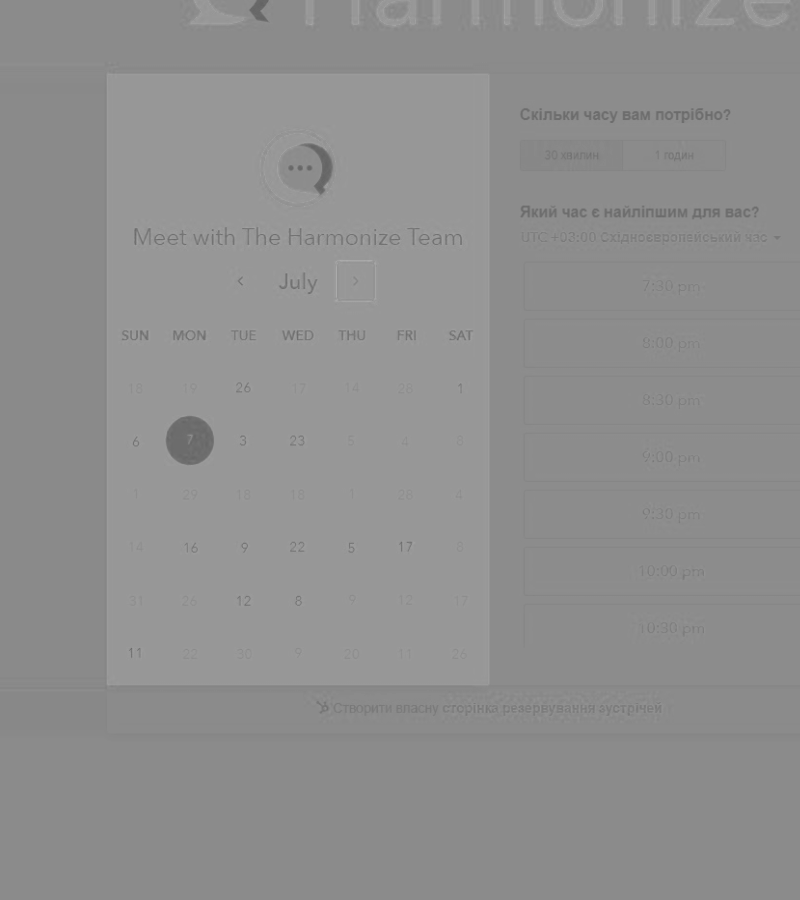 Harmonize
Meet with The Harmonize Team
July
SUN MON TUE WED THU FRI SAT
18 19 26 17 14 28 1
6 7 3 23 5 4 8
1 29 18 18 1 28 4
14 16 9 22 5 17 8
31 26 12 8 9 12 17
11 22 30 9 20 11 26
Скільки часу вам потрібно?
30 хвилин 1 годин
Який час є найліпшим для вас?
UTC +03:00 Східноєвропейський час
7:30 pm
8:00 pm
8:30 pm
9:00 pm
9:30 pm
10:00 pm
10:30 pm
Створити власну сторінка резервування зустрічей